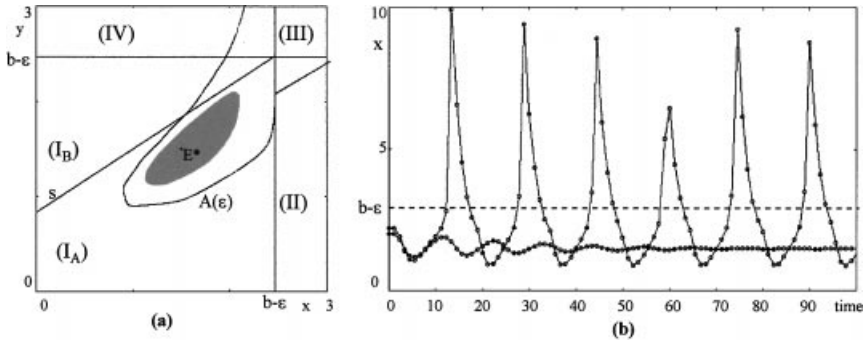 3
y
(IV)
(III)
b-ε
(I_B)
E
s
A(ε)
(II)
(I_A)
0
0
b-ε
x
3
(a)
10
x
5
b-ε
0
0
10
20
30
40
50
60
70
80
90
time
(b)